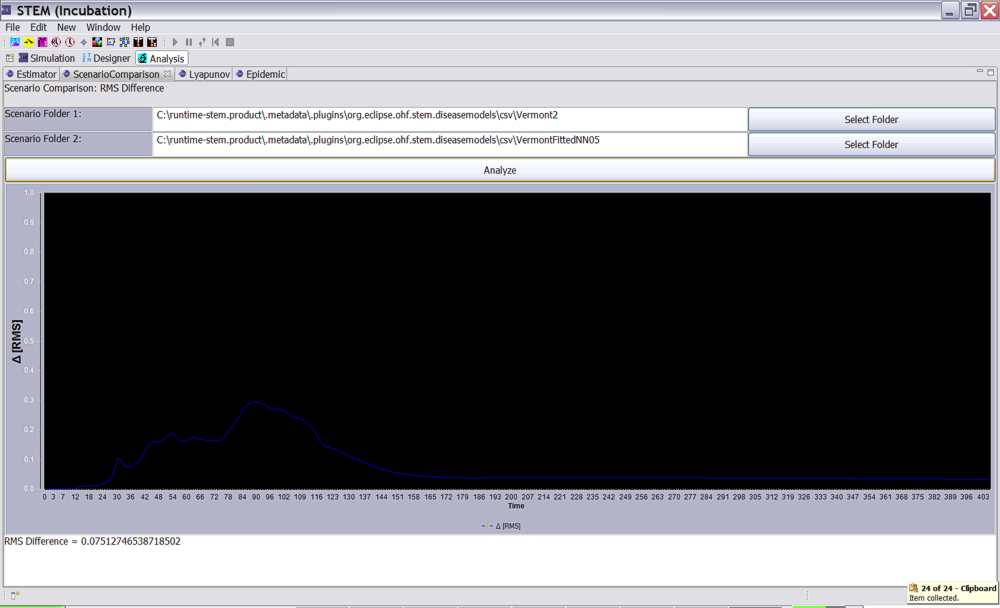 STEM (Incubation)
File Edit New Window Help
Simulation Designer Analysis
Estimator ScenarioComparison Lyapunov Epidemic
Scenario Comparison: RMS Difference
Scenario Folder 1: C:\runtime-stem.product\.metadata\.plugins\org.eclipse.ohf.stem.diseasemodels\csv\Vermont2 Select Folder
Scenario Folder 2: C:\runtime-stem.product\.metadata\.plugins\org.eclipse.ohf.stem.diseasemodels\csv\VermontFittedNN05 Select Folder
Analyze
1.0
0.9
0.8
0.7
0.6
0.5
0.4
0.3
0.2
0.1
0.0
Δ [RMS]
0 3 7 12 18 24 30 36 42 48 54 60 66 72 78 84 90 96 102 109 116 123 130 137 144 151 158 165 172 179 186 193 200 207 214 221 228 235 242 249 256 263 270 277 284 291 298 305 312 319 326 333 340 347 354 361 368 375 382 389 396 403
Time
Δ [RMS]
RMS Difference = 0.07512746538718502
24 of 24 - Clipboard
Item collected.